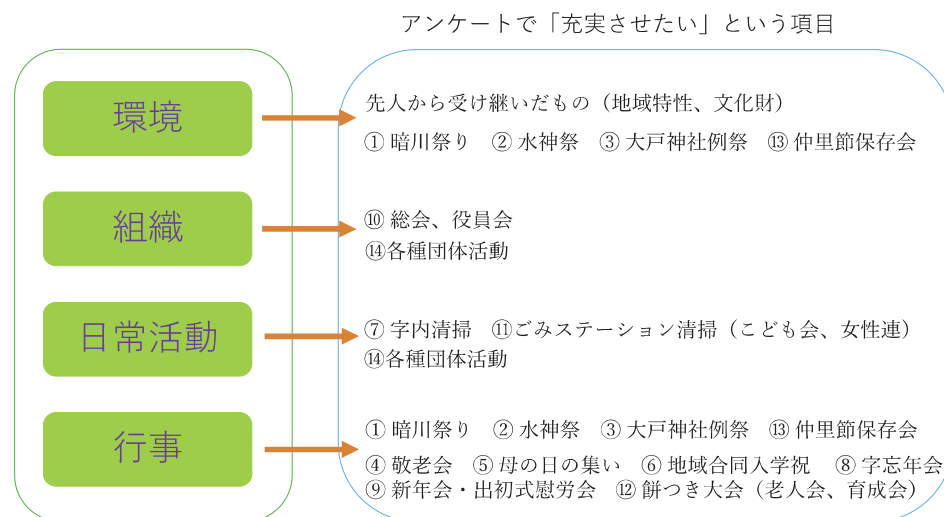 アンケートで「充実させたい」という項目
環境
先人から受け継いだもの（地域特性、文化財）
① 暗川祭り ② 水神祭 ③ 大戸神社例祭 ⑬ 仲里節保存会
組織
⑩ 総会、役員会
⑭各種団体活動
日常活動
⑦ 字内清掃 ⑪ごみステーション清掃（こども会、女性連）
⑭各種団体活動
行事
① 暗川祭り ② 水神祭 ③ 大戸神社例祭 ⑬ 仲里節保存会
④ 敬老会 ⑤ 母の日の集い ⑥ 地域合同入学祝 ⑧ 字忘年会
⑨ 新年会・出初式慰労会 ⑫ 餅つき大会（老人会、育成会）